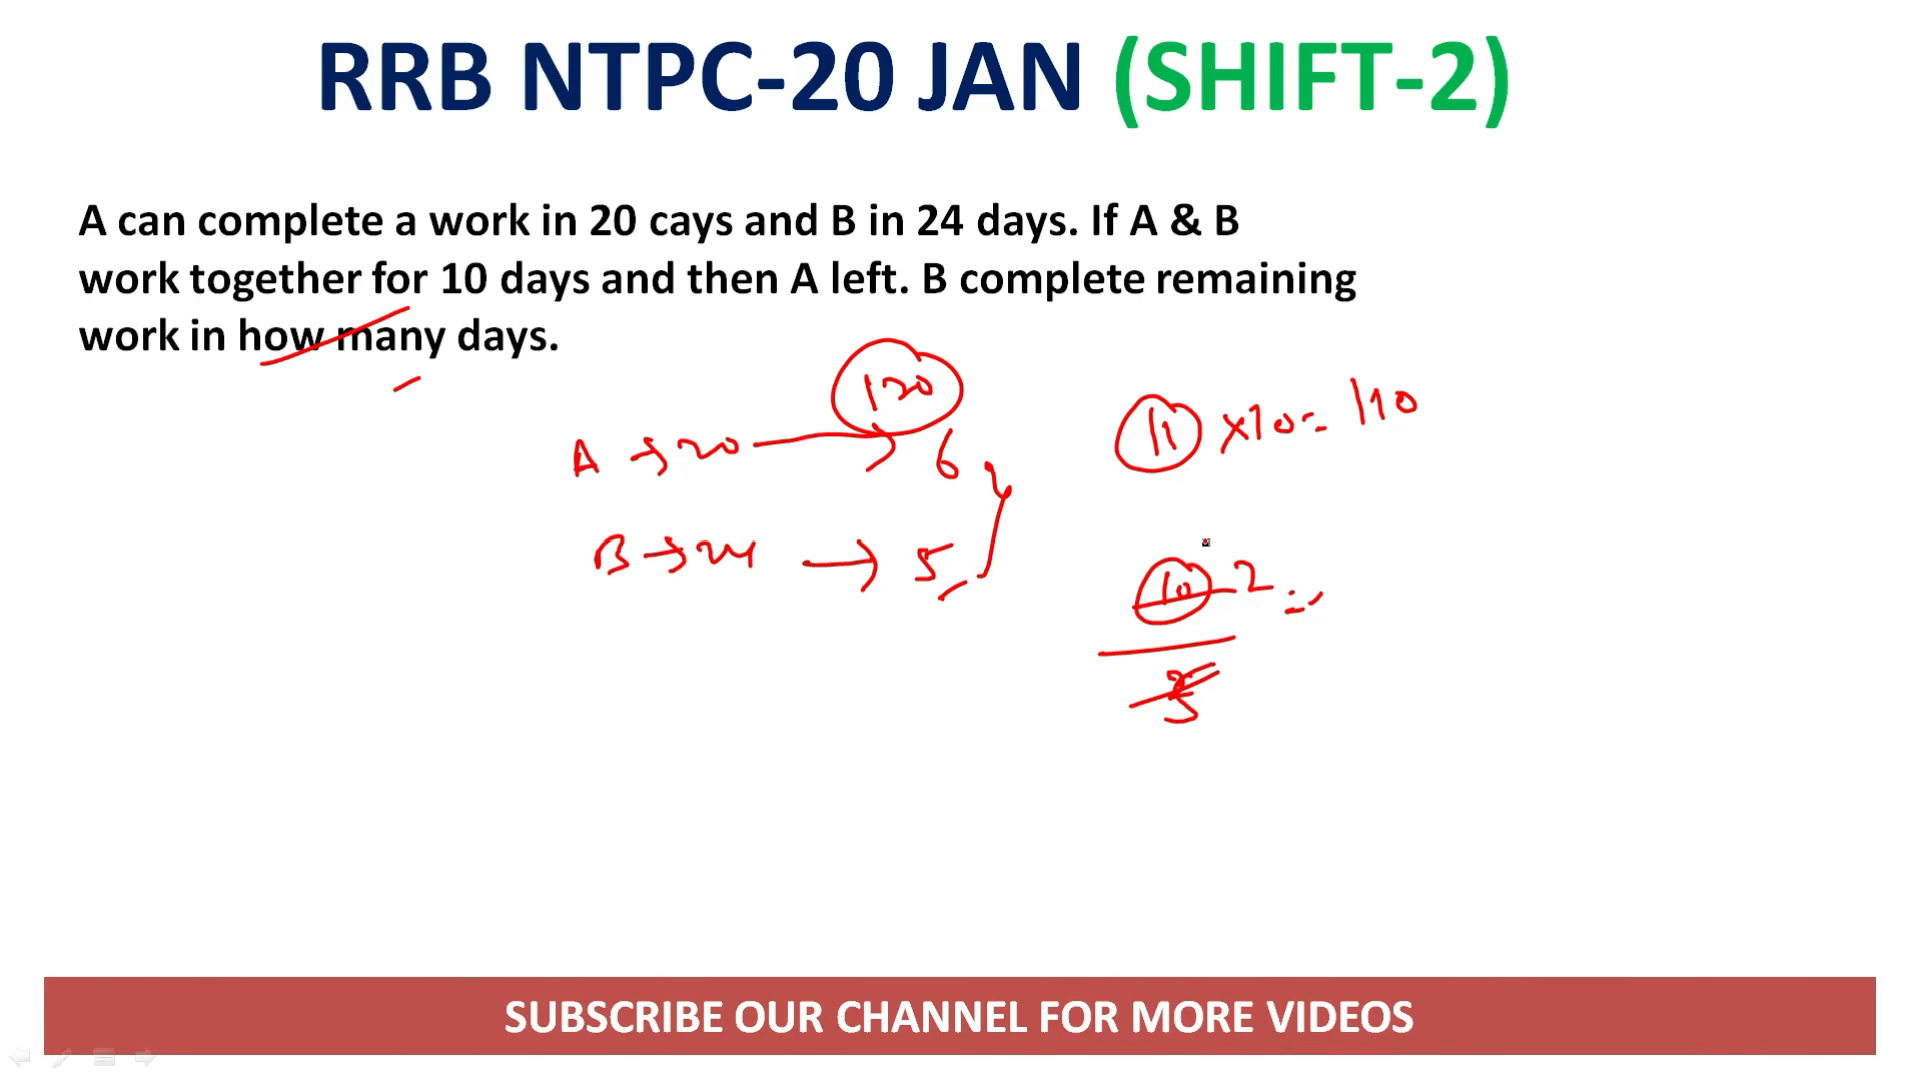 RRB NTPC-20 JAN (SHIFT-2)
A can complete a work in 20 cays and B in 24 days. If A & B
work together for 10 days and then A left. B complete remaining
work in how many days.
120
A → 20 → 6
B → 24 → 5
11 x10= 110
10 2 =
5
SUBSCRIBE OUR CHANNEL FOR MORE VIDEOS